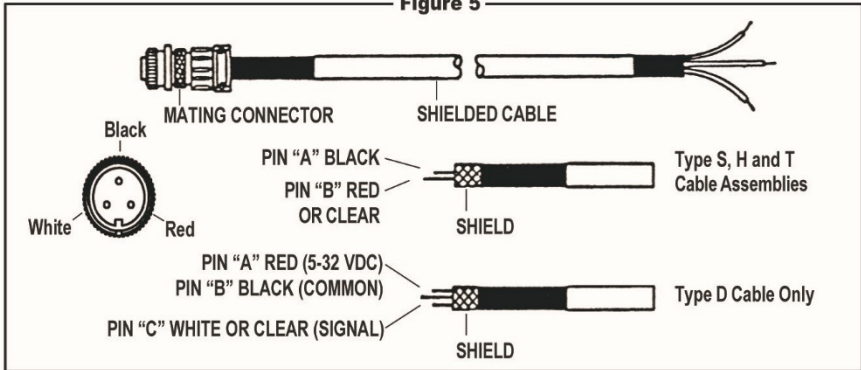 Figure 5
MATING CONNECTOR
SHIELDED CABLE
Black
White
Red
PIN “A” BLACK
PIN “B” RED
OR CLEAR
SHIELD
Type S, H and T
Cable Assemblies
PIN “A” RED (5-32 VDC)
PIN “B” BLACK (COMMON)
PIN “C” WHITE OR CLEAR (SIGNAL)
SHIELD
Type D Cable Only